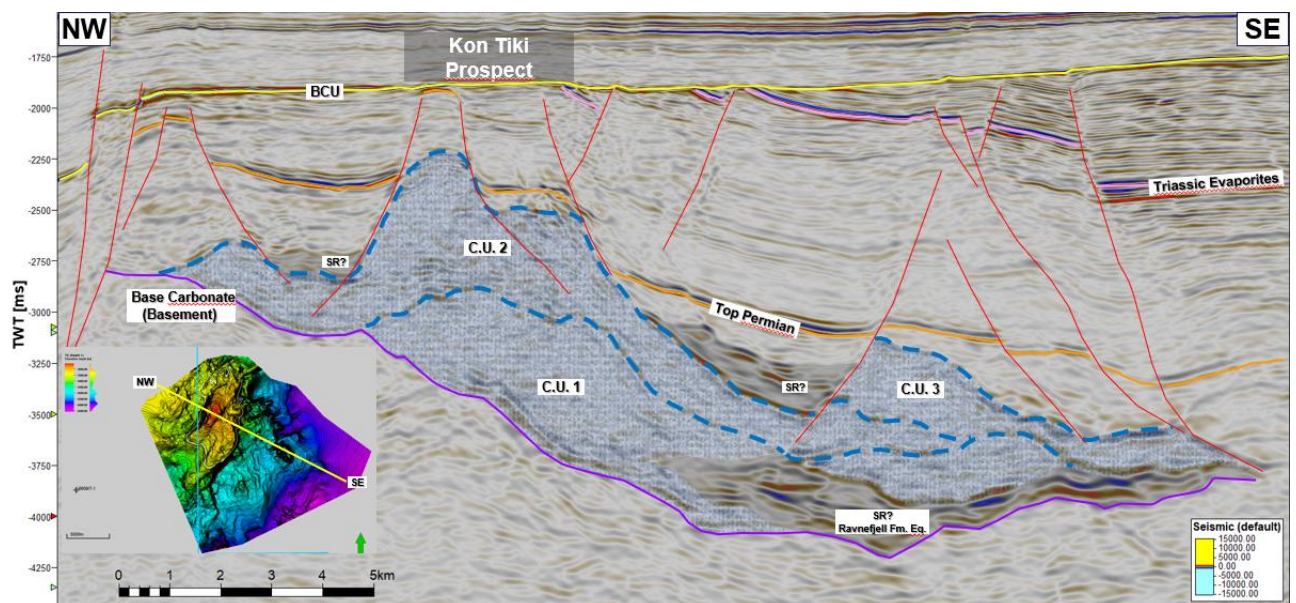 NW
SE
Kon Tiki
Prospect
BCU
-1750
-2000
-2250
-2500
-2750
-3000
-3250
-3500
-3750
-4000
-4250
TWT [ms]
Triassic Evaporites
C.U. 2
SR?
Base Carbonate
(Basement)
Top Permian
C.U. 1
SR?
C.U. 3
NW
SE
SR?
Ravnefjell Fm. Eq.
Seismic (default)
15000.00
10000.00
5000.00
0.00
-5000.00
-10000.00
-15000.00
0 1 2 3 4 5km